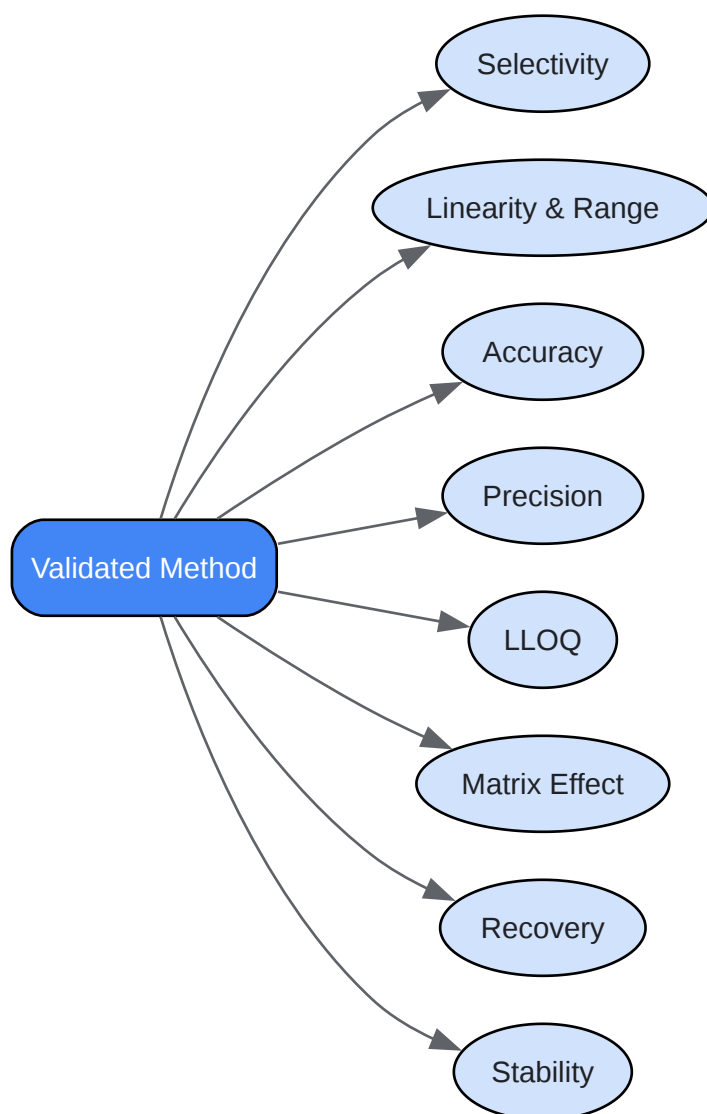 Selectivity
Linearity & Range
Accuracy
Precision
Validated Method
LLOQ
Matrix Effect
Recovery
Stability